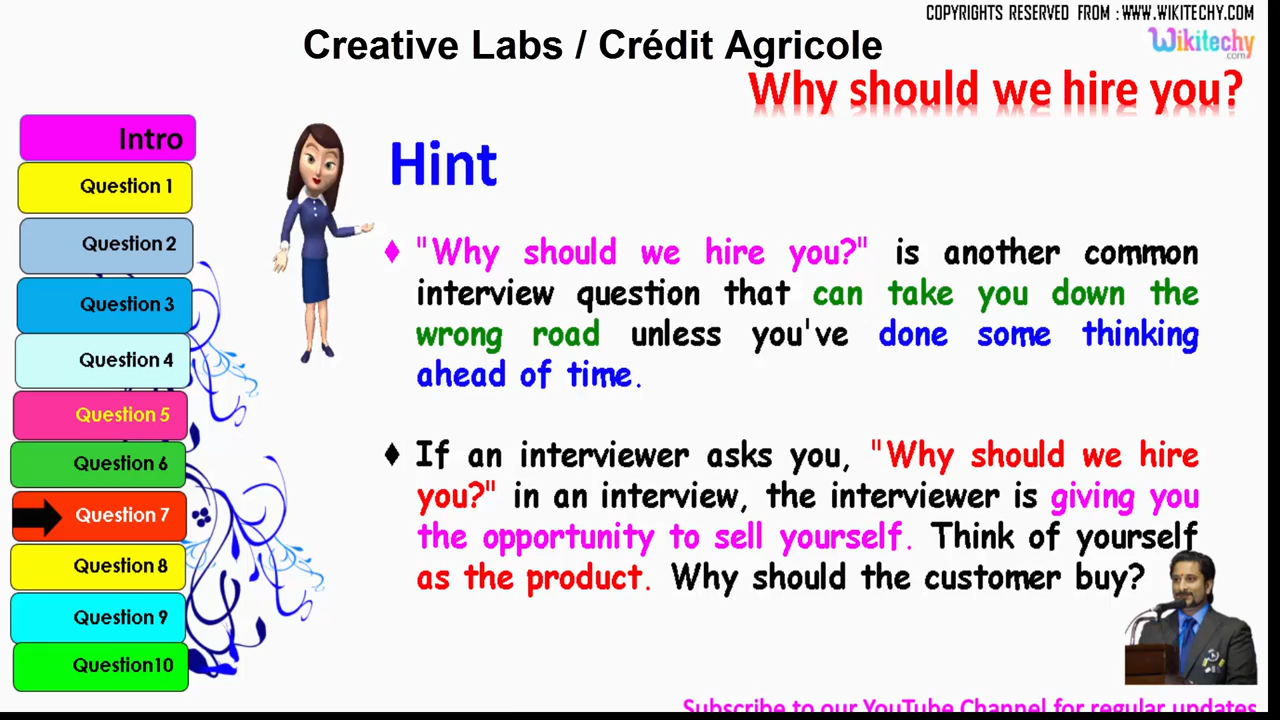 COPYRIGHTS RESERVED FROM : WWW.WIKITECHY.COM
Wikitechy
.com
Creative Labs / Crédit Agricole
Why should we hire you?
Intro
Question 1
Question 2
Question 3
Question 4
Question 5
Question 6
Question 7
Question 8
Question 9
Question10
Hint
"Why should we hire you?" is another common
interview question that can take you down the
wrong road unless you've done some thinking
ahead of time.
If an interviewer asks you, "Why should we hire
you?" in an interview, the interviewer is giving you
the opportunity to sell yourself. Think of yourself
as the product. Why should the customer buy?
Subscribe to our YouTube Channel for regular updates